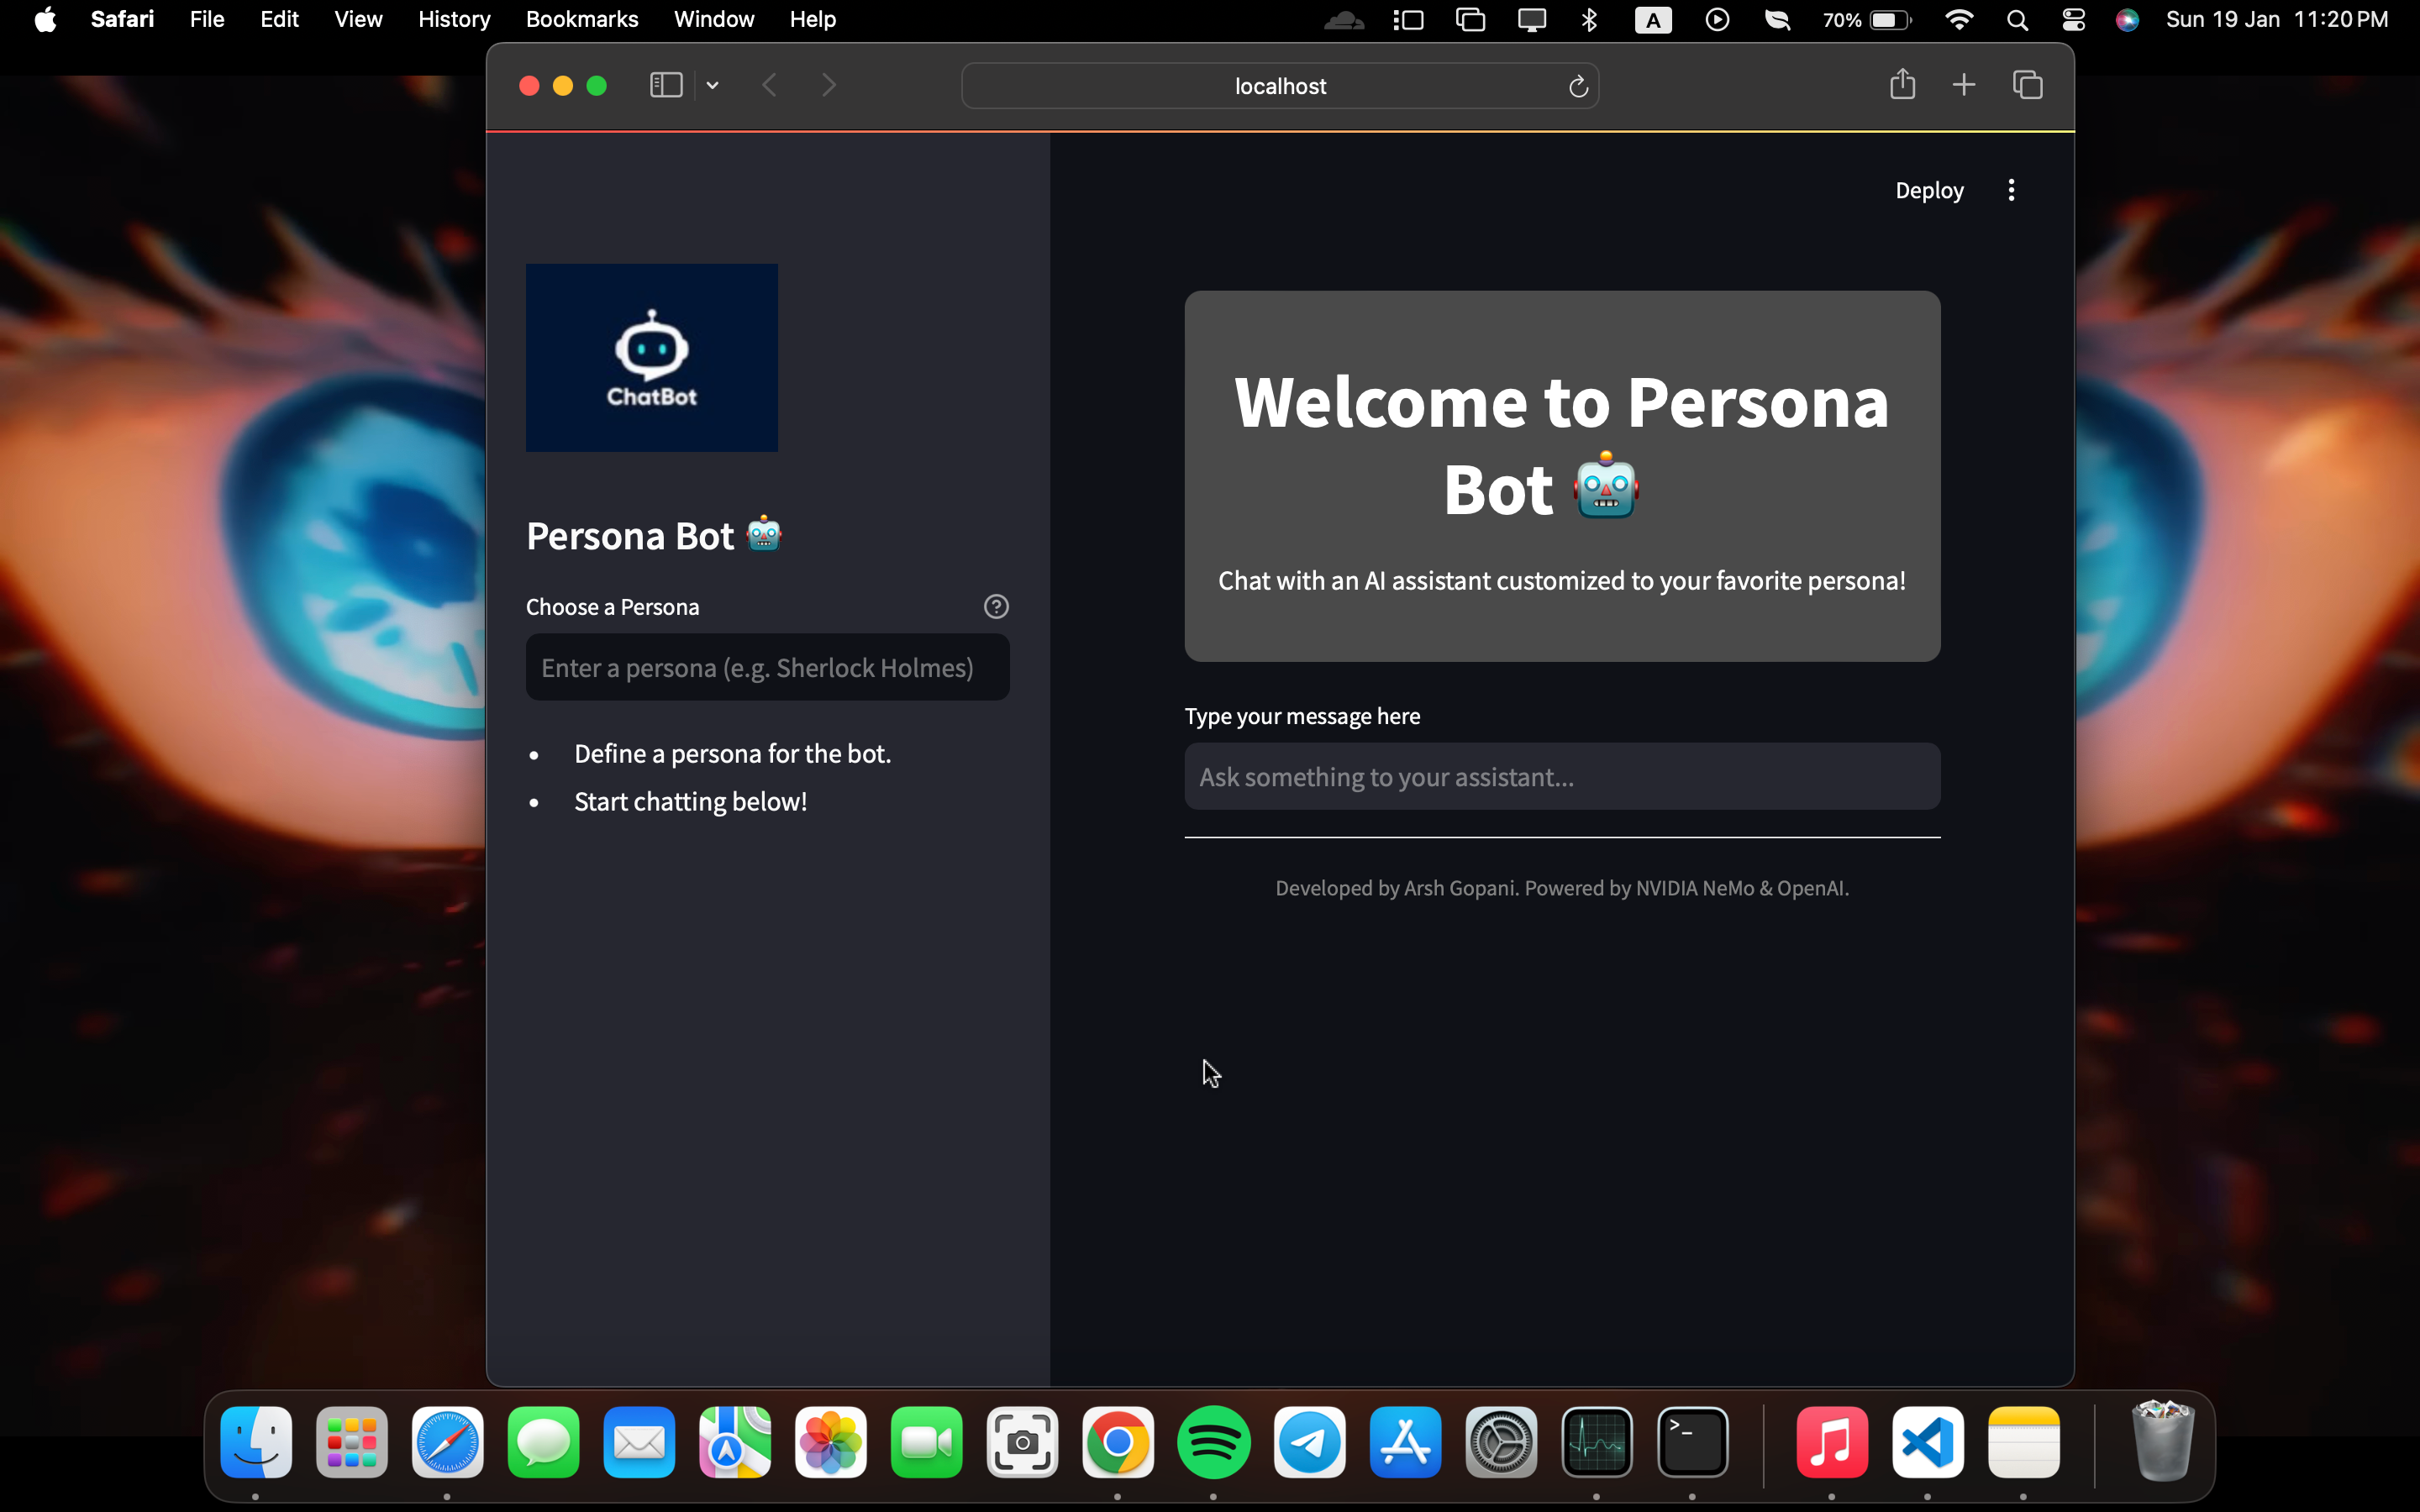 Safari File Edit View History Bookmarks Window Help
A 70% Sun 19 Jan 11:20 PM
localhost
Deploy
ChatBot
Persona Bot 🤖
Choose a Persona
Enter a persona (e.g. Sherlock Holmes)
• Define a persona for the bot.
• Start chatting below!
Welcome to Persona
Bot 🤖
Chat with an AI assistant customized to your favorite persona!
Type your message here
Ask something to your assistant...
Developed by Arsh Gopani. Powered by NVIDIA NeMo & OpenAI.
>_